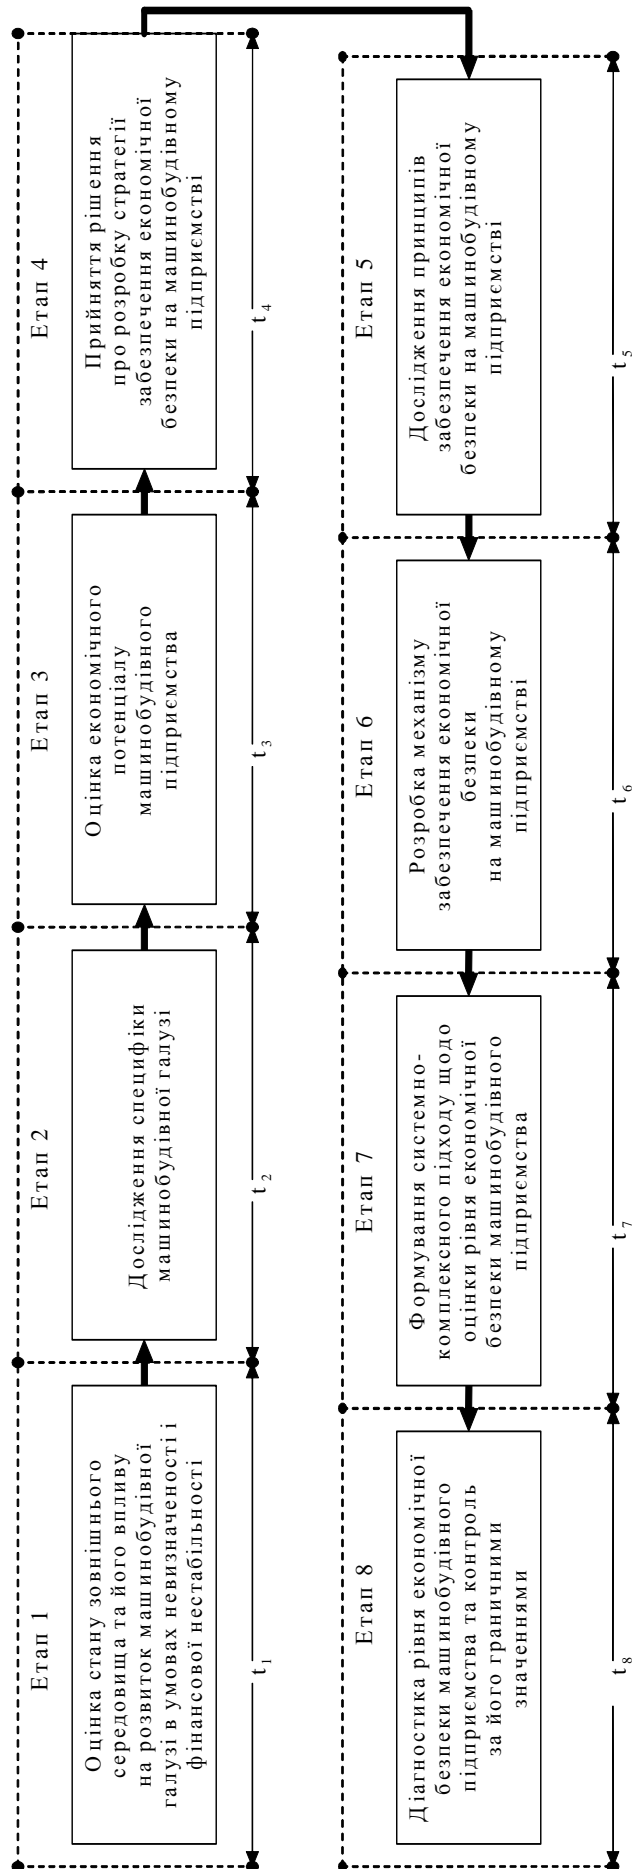 Етап 1
Оцінка стану зовнішнього
середовища та його впливу
на розвиток машинобудівної
галузі в умовах невизначеності і
фінансової нестабільності
t₁
Етап 2
Дослідження специфіки
машинобудівної галузі
t₂
Етап 3
Оцінка економічного
потенціалу
машинобудівного
підприємства
t₃
Етап 4
Прийняття рішення
про розробку стратегії
забезпечення економічної
безпеки на машинобудівному
підприємстві
t₄
Етап 5
Дослідження принципів
забезпечення економічної
безпеки на машинобудівному
підприємстві
t₅
Етап 6
Розробка механізму
забезпечення економічної
безпеки
на машинобудівному
підприємстві
t₆
Етап 7
Формування системно-
комплексного підходу щодо
оцінки рівня економічної
безпеки машинобудівного
підприємства
t₇
Етап 8
Діагностика рівня економічної
безпеки машинобудівного
підприємства та контроль
за його граничними
значеннями
t₈